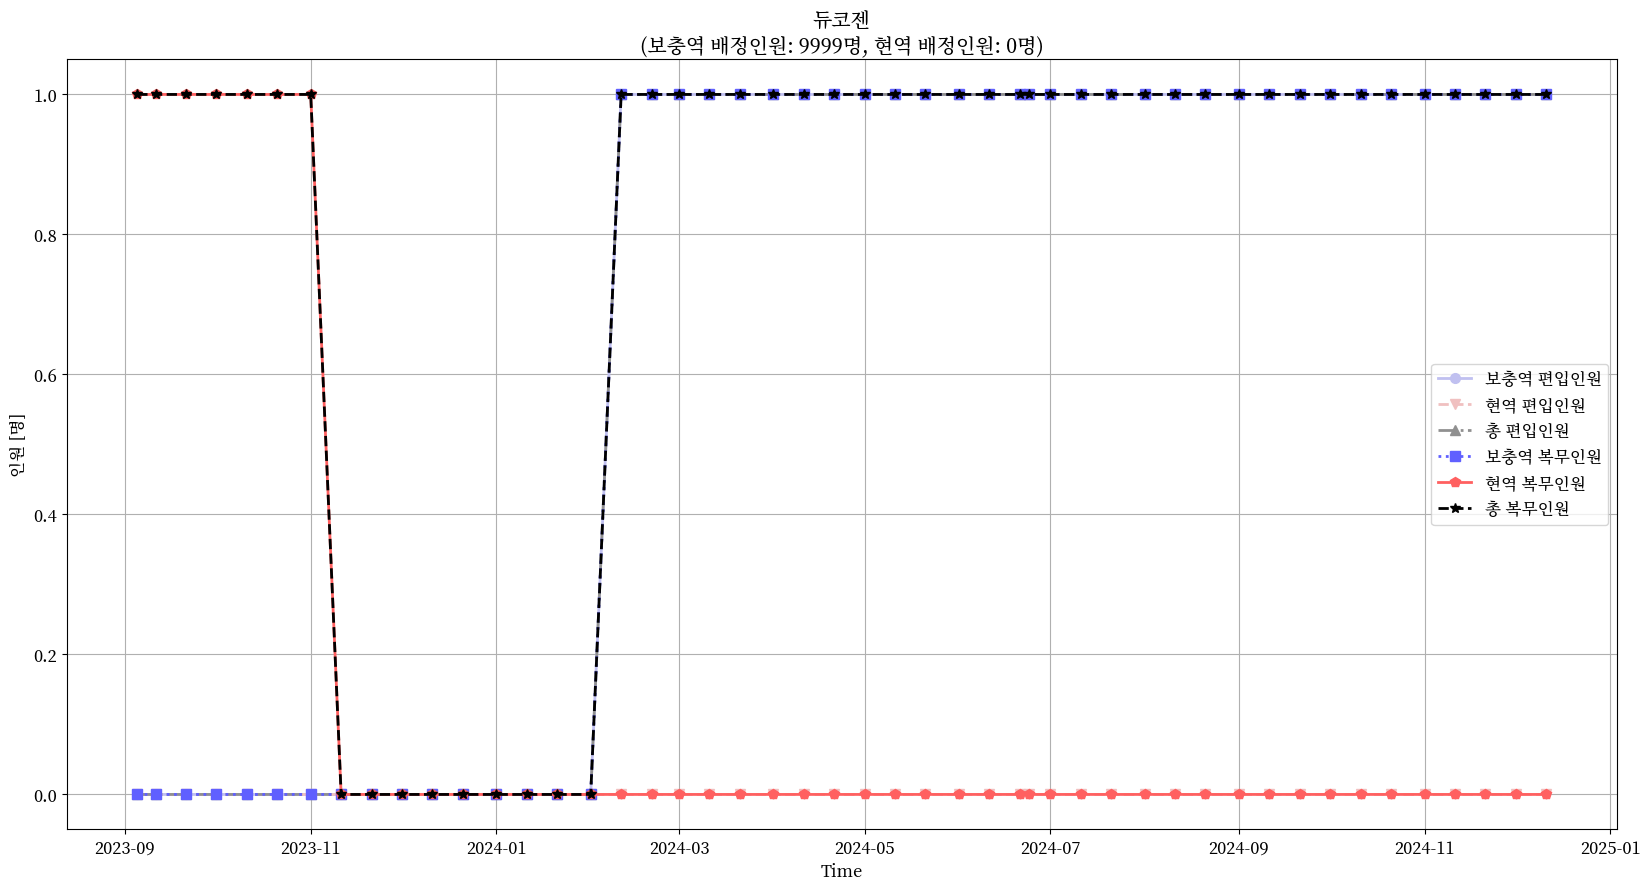 듀코젠
(보충역 배정인원: 9999명, 현역 배정인원: 0명)
1.0
0.8
0.6
0.4
0.2
0.0
인원 [명]
보충역 편입인원
현역 편입인원
총 편입인원
보충역 복무인원
현역 복무인원
총 복무인원
2023-09 2023-11 2024-01 2024-03 2024-05 2024-07 2024-09 2024-11 2025-01
Time